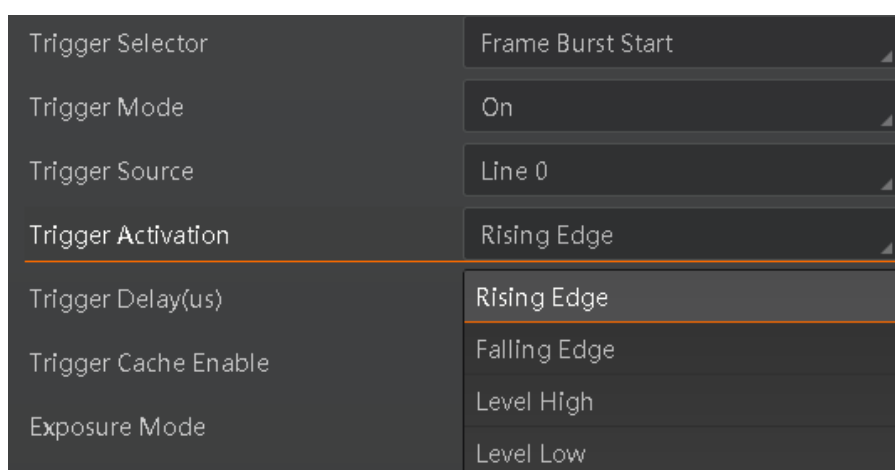 Trigger Selector Frame Burst Start
Trigger Mode On
Trigger Source Line 0
Trigger Activation Rising Edge
Trigger Delay(us) Rising Edge
Falling Edge
Trigger Cache Enable
Level High
Exposure Mode
Level Low